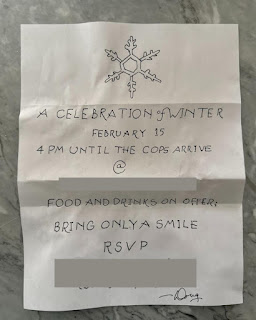 A CELEBRATION of WINTER
FEBRUARY 15
4 PM UNTIL THE COPS ARRIVE
@
FOOD AND DRINKS ON OFFER;
BRING ONLY A SMILE
RSVP
—Doug